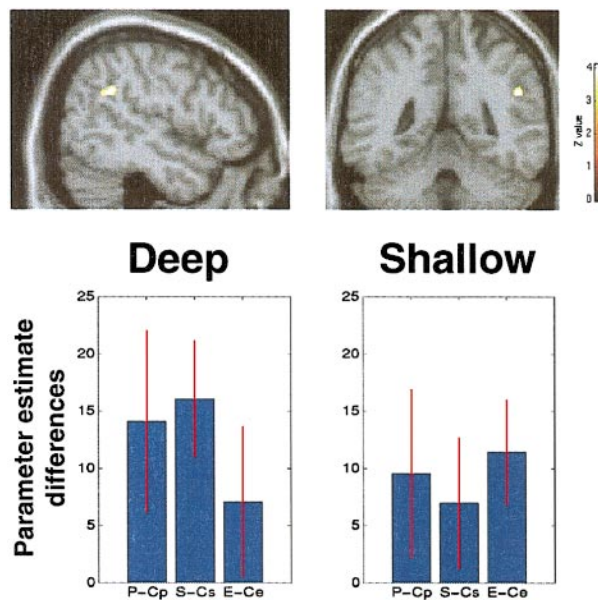 4
3
2
1
0
Z value
Deep
Shallow
Parameter estimate
differences
25
20
15
10
5
0
P-Cp S-Cs E-Ce
25
20
15
10
5
0
P-Cp S-Cs E-Ce